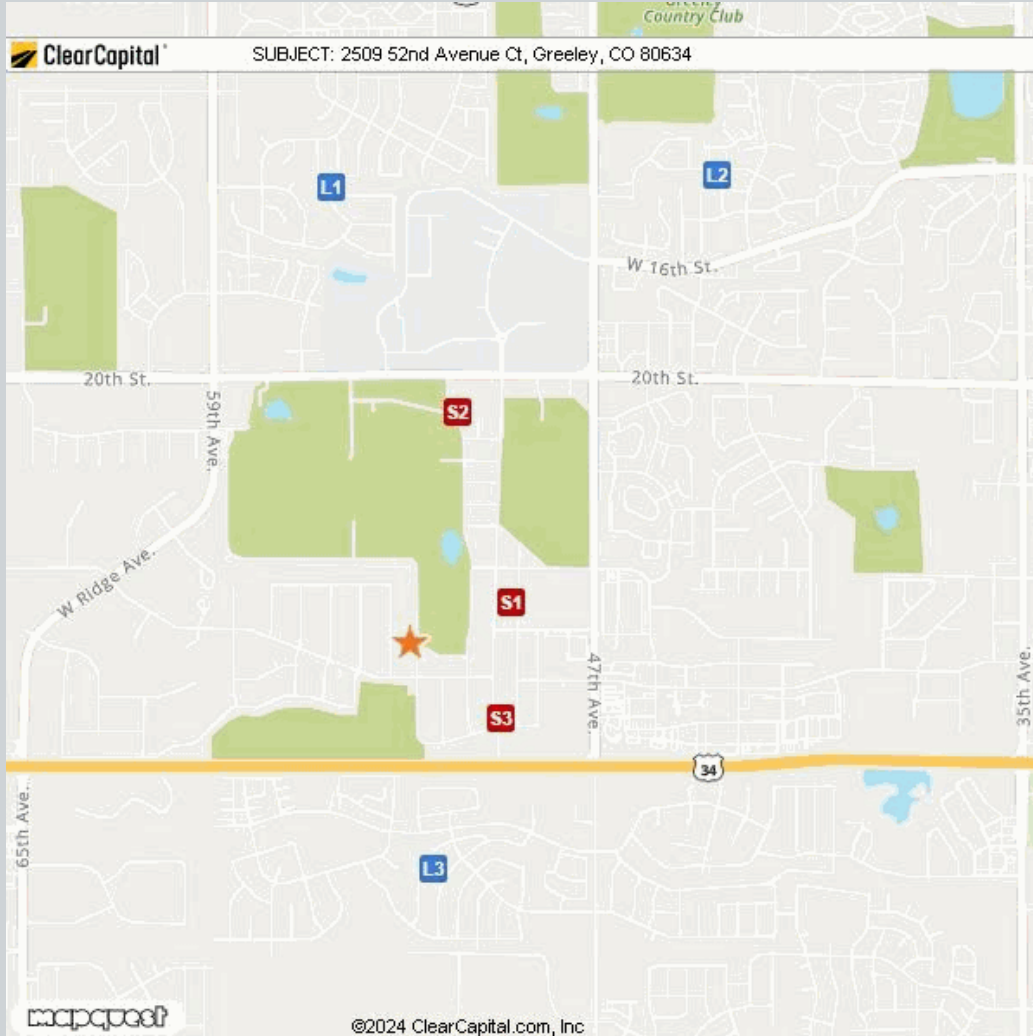 Greeley
Country Club
ClearCapital®
SUBJECT: 2509 52nd Avenue Ct, Greeley, CO 80634
L1
L2
W 16th St.
20th St.
20th St.
59th Ave.
S2
W Ridge Ave.
S1
47th Ave.
35th Ave.
S3
34
65th Ave.
L3
mapquest
©2024 ClearCapital.com, Inc